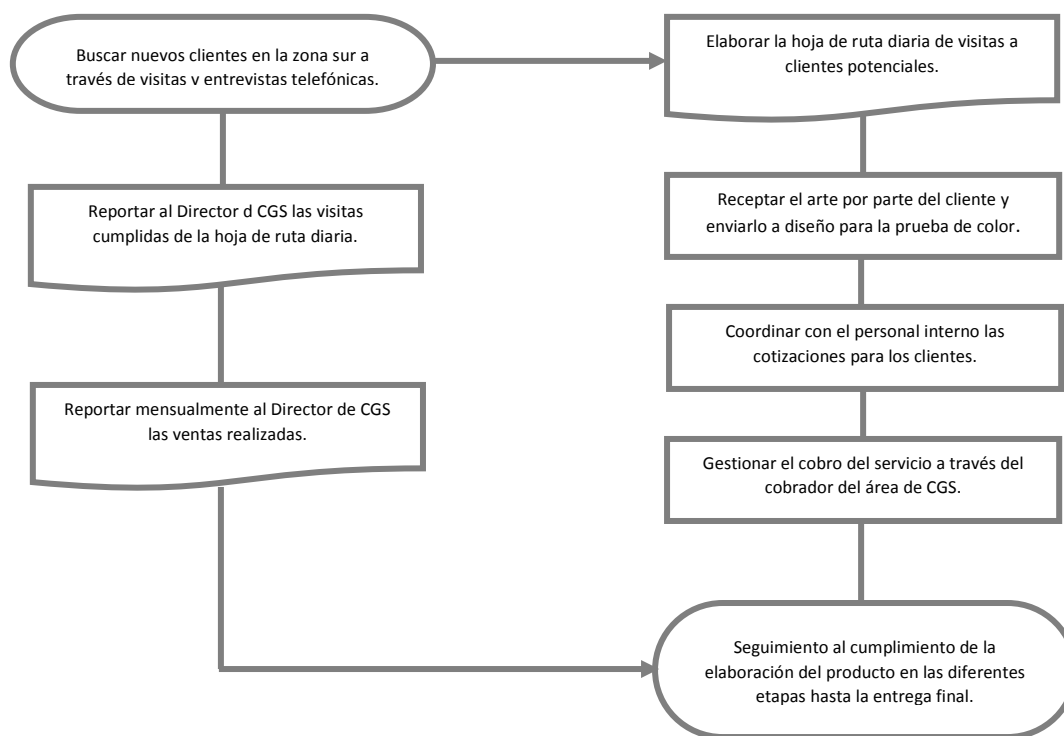 Buscar nuevos clientes en la zona sur a
través de visitas y entrevistas telefónicas.
Elaborar la hoja de ruta diaria de visitas a
clientes potenciales.
Reportar al Director d CGS las visitas
cumplidas de la hoja de ruta diaria.
Receptar el arte por parte del cliente y
enviarlo a diseño para la prueba de color.
Coordinar con el personal interno las
cotizaciones para los clientes.
Reportar mensualmente al Director de CGS
las ventas realizadas.
Gestionar el cobro del servicio a través del
cobrador del área de CGS.
Seguimiento al cumplimiento de la
elaboración del producto en las diferentes
etapas hasta la entrega final.